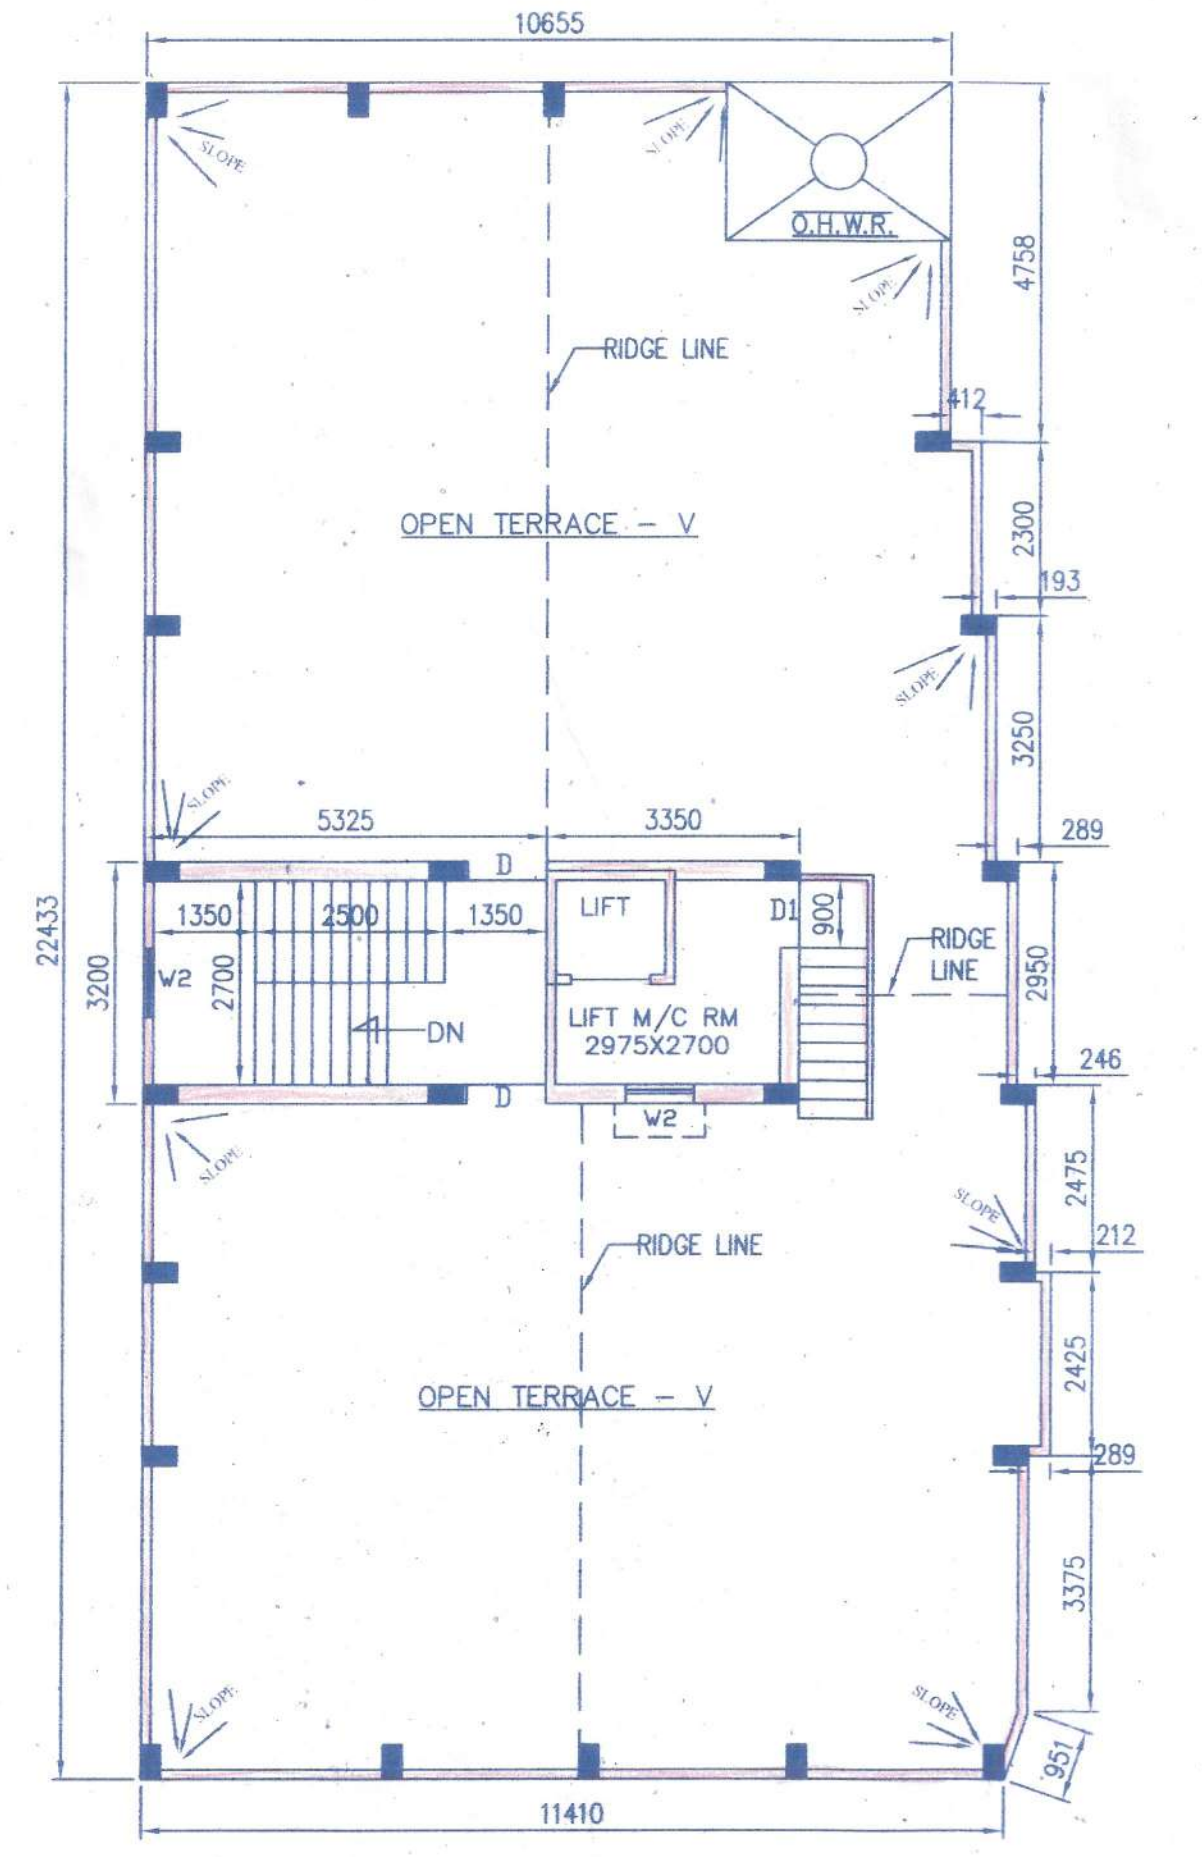 10655
SLOPE
SLOPE
O.H.W.R.
4758
SLOPE
RIDGE LINE
412
OPEN TERRACE - V
2300
193
SLOPE
3250
SLOPE
5325
3350
289
D
22433
3200
1350
2500
1350
LIFT
D1
900
RIDGE
LINE
2950
W2
2700
DN
LIFT M/C RM
2975X2700
246
D
W2
SLOPE
2475
SLOPE
212
RIDGE LINE
2425
OPEN TERRACE - V
289
3375
SLOPE
SLOPE
951
11410